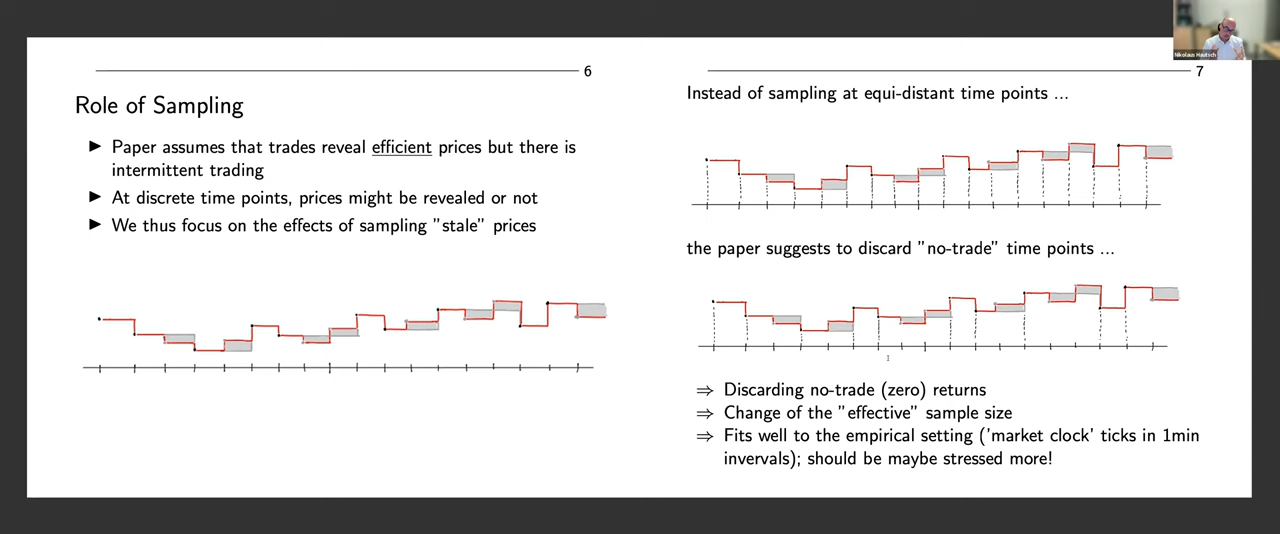 Nikolaus Hautsch
6
Role of Sampling
▶ Paper assumes that trades reveal efficient prices but there is
intermittent trading
▶ At discrete time points, prices might be revealed or not
▶ We thus focus on the effects of sampling "stale" prices
7
Instead of sampling at equi-distant time points ...
the paper suggests to discard "no-trade" time points ...
⇒ Discarding no-trade (zero) returns
⇒ Change of the "effective" sample size
⇒ Fits well to the empirical setting ('market clock' ticks in 1min
invervals); should be maybe stressed more!